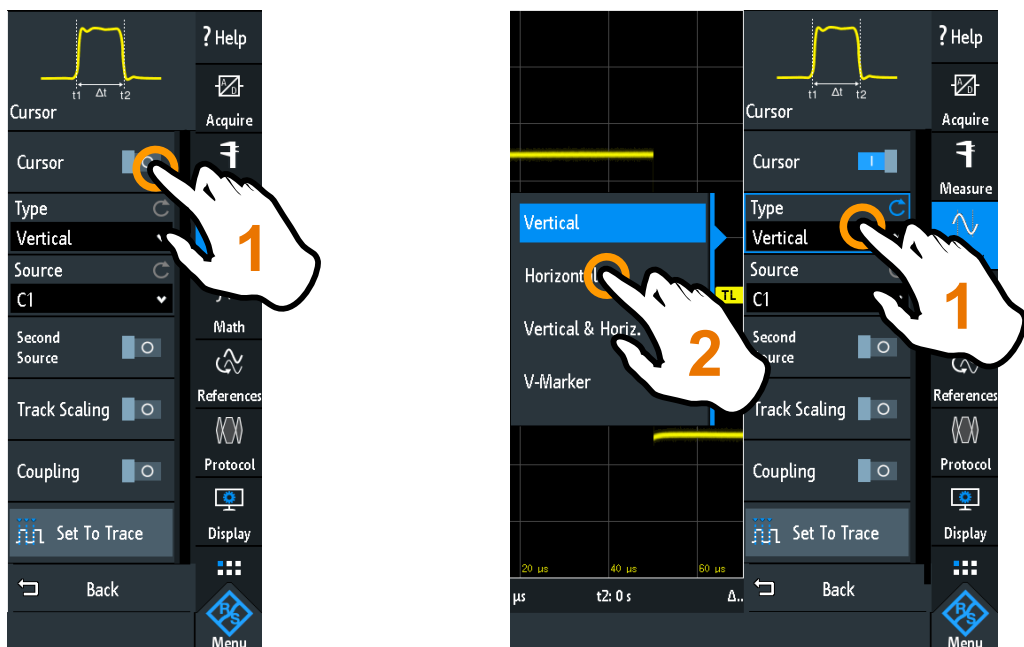 t1 Δt t2
Cursor
Cursor
Type
Vertical
Source
C1
Second
Source
Track Scaling
Coupling
Set To Trace
Back
? Help
A
D
Acquire
Math
References
Protocol
Display
R/S
Menu
1
Vertical
Horizontal
Vertical & Horiz.
V-Marker
2
TL
20 µs 40 µs 60 µs
µs t2: 0 s Δ..
t1 Δt t2
Cursor
Cursor
Type
Vertical
Source
C1
Second
Source
Track Scaling
Coupling
Set To Trace
Back
? Help
A
D
Acquire
Measure
References
Protocol
Display
R/S
Menu
1